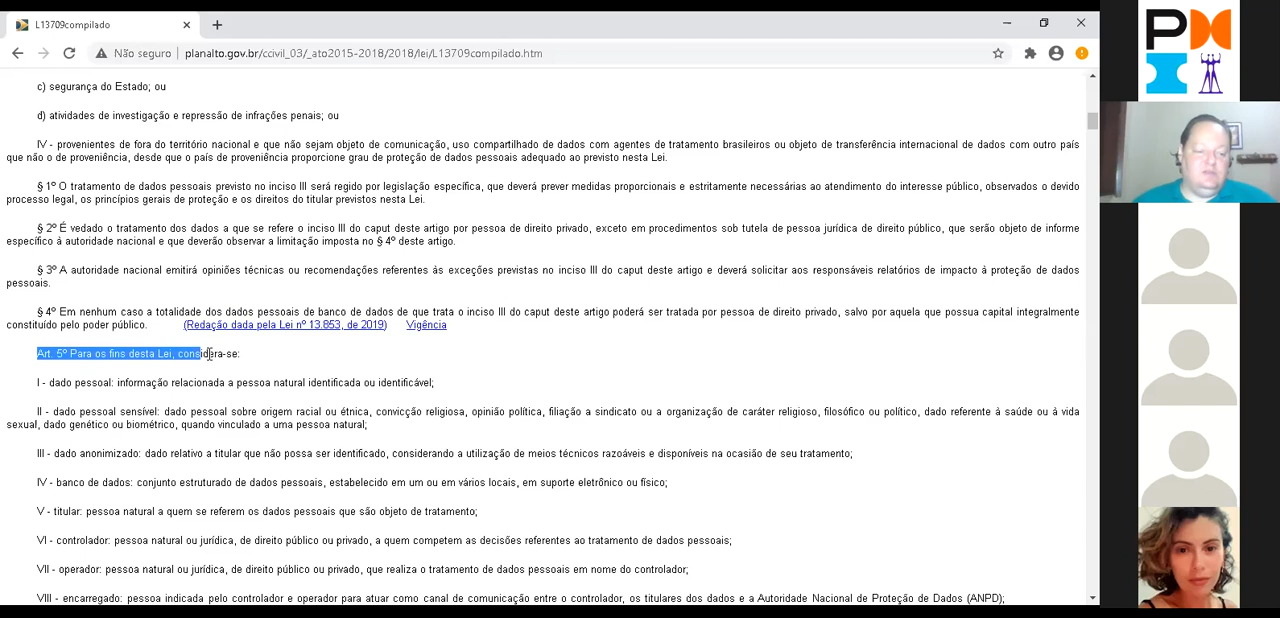 L13709compilado
Não seguro
planalto.gov.br/ccivil_03/_ato2015-2018/2018/lei/L13709compilado.htm
c) segurança do Estado; ou
d) atividades de investigação e repressão de infrações penais; ou
IV - provenientes de fora do território nacional e que não sejam objeto de comunicação, uso compartilhado de dados com agentes de tratamento brasileiros ou objeto de transferência internacional de dados com outro país
que não o de proveniência, desde que o país de proveniência proporcione grau de proteção de dados pessoais adequado ao previsto nesta Lei.
§ 1º O tratamento de dados pessoais previsto no inciso III será regido por legislação específica, que deverá prever medidas proporcionais e estritamente necessárias ao atendimento do interesse público, observados o devido
processo legal, os princípios gerais de proteção e os direitos do titular previstos nesta Lei.
§ 2º É vedado o tratamento dos dados a que se refere o inciso III do caput deste artigo por pessoa de direito privado, exceto em procedimentos sob tutela de pessoa jurídica de direito público, que serão objeto de informe
específico à autoridade nacional e que deverão observar a limitação imposta no § 4º deste artigo.
§ 3º A autoridade nacional emitirá opiniões técnicas ou recomendações referentes às exceções previstas no inciso III do caput deste artigo e deverá solicitar aos responsáveis relatórios de impacto à proteção de dados
pessoais.
§ 4º Em nenhum caso a totalidade dos dados pessoais de banco de dados de que trata o inciso III do caput deste artigo poderá ser tratada por pessoa de direito privado, salvo por aquela que possua capital integralmente
constituído pelo poder público. (Redação dada pela Lei nº 13.853, de 2019) Vigência
Art. 5º Para os fins desta Lei, considera-se:
I - dado pessoal: informação relacionada a pessoa natural identificada ou identificável;
II - dado pessoal sensível: dado pessoal sobre origem racial ou étnica, convicção religiosa, opinião política, filiação a sindicato ou a organização de caráter religioso, filosófico ou político, dado referente à saúde ou à vida
sexual, dado genético ou biométrico, quando vinculado a uma pessoa natural;
III - dado anonimizado: dado relativo a titular que não possa ser identificado, considerando a utilização de meios técnicos razoáveis e disponíveis na ocasião de seu tratamento;
IV - banco de dados: conjunto estruturado de dados pessoais, estabelecido em um ou em vários locais, em suporte eletrônico ou físico;
V - titular: pessoa natural a quem se referem os dados pessoais que são objeto de tratamento;
VI - controlador: pessoa natural ou jurídica, de direito público ou privado, a quem competem as decisões referentes ao tratamento de dados pessoais;
VII - operador: pessoa natural ou jurídica, de direito público ou privado, que realiza o tratamento de dados pessoais em nome do controlador;
VIII - encarregado: pessoa indicada pelo controlador e operador para atuar como canal de comunicação entre o controlador, os titulares dos dados e a Autoridade Nacional de Proteção de Dados (ANPD);